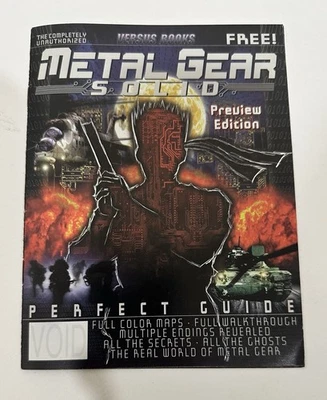 THE COMPLETELY
UNAUTHORIZED
VERSUS BOOKS
FREE!
METAL GEAR
SOLID
Preview
Edition
PERFECT GUIDE
VOID
FULL COLOR MAPS · FULL WALKTHROUGH
MULTIPLE ENDINGS REVEALED
ALL THE SECRETS · ALL THE GHOSTS
THE REAL WORLD OF METAL GEAR